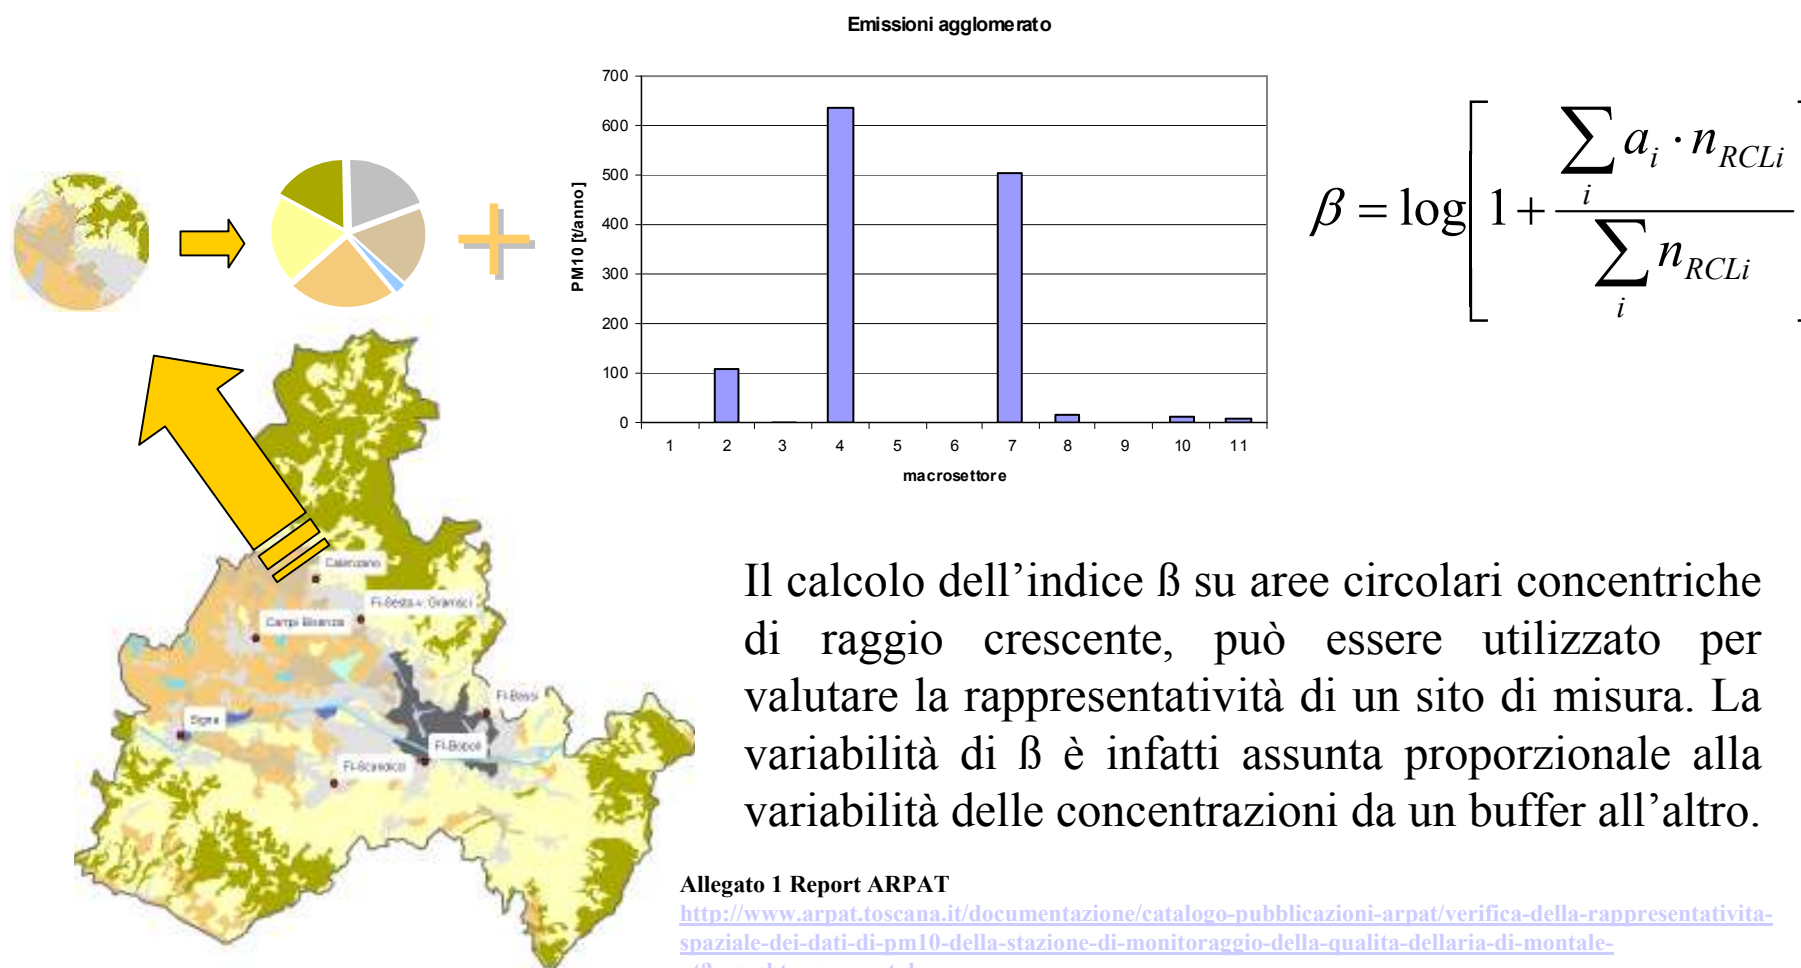 Emissioni agglomerato
700
600
500
400
300
200
100
0
PM10 [t/anno]
1 2 3 4 5 6 7 8 9 10 11
macrosettore
β = log[1 + ∑i ai · nRCLi / ∑i nRCLi]
Calenzano
Fi-Sesto-v. Gramsci
Campi Bisenzio
Fi-Bassi
Signa
Fi-Boboli
Fi-Scandicci
Il calcolo dell’indice ß su aree circolari concentriche
di raggio crescente, può essere utilizzato per
valutare la rappresentatività di un sito di misura. La
variabilità di ß è infatti assunta proporzionale alla
variabilità delle concentrazioni da un buffer all’altro.
Allegato 1 Report ARPAT
http://www.arpat.toscana.it/documentazione/catalogo-pubblicazioni-arpat/verifica-della-rappresentativita-
spaziale-dei-dati-di-pm10-della-stazione-di-monitoraggio-della-qualita-dellaria-di-montale-